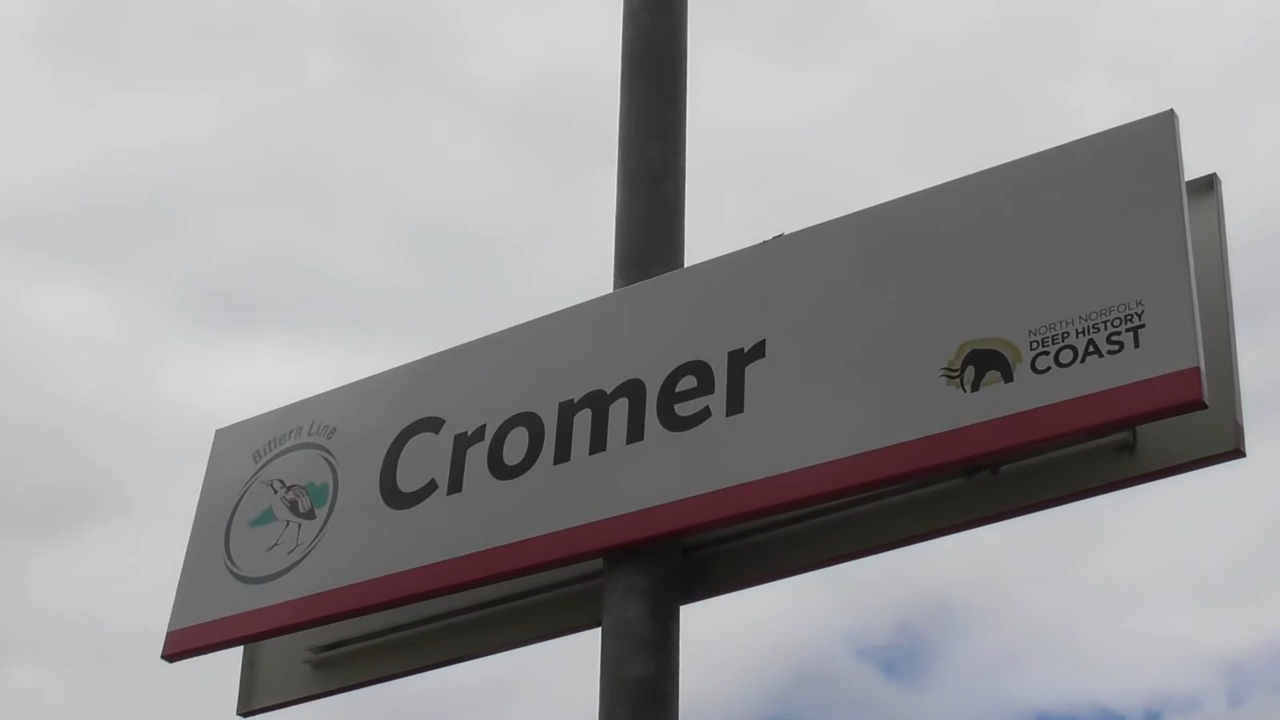 Bittern Line
Cromer
NORTH NORFOLK
DEEP HISTORY
COAST